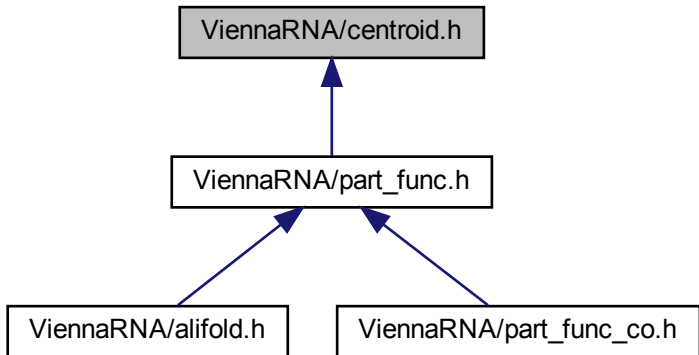 ViennaRNA/centroid.h
ViennaRNA/part_func.h
ViennaRNA/alifold.h
ViennaRNA/part_func_co.h